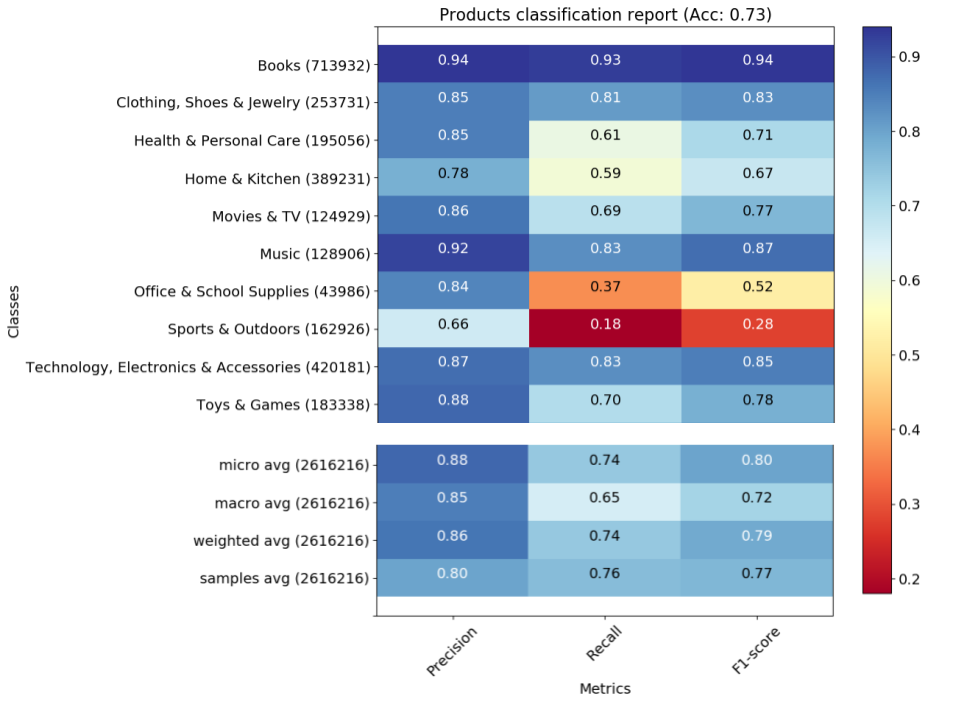 Products classification report (Acc: 0.73)
Books (713932) 0.94 0.93 0.94
Clothing, Shoes & Jewelry (253731) 0.85 0.81 0.83
Health & Personal Care (195056) 0.85 0.61 0.71
Home & Kitchen (389231) 0.78 0.59 0.67
Movies & TV (124929) 0.86 0.69 0.77
Music (128906) 0.92 0.83 0.87
Office & School Supplies (43986) 0.84 0.37 0.52
Sports & Outdoors (162926) 0.66 0.18 0.28
Technology, Electronics & Accessories (420181) 0.87 0.83 0.85
Toys & Games (183338) 0.88 0.70 0.78
micro avg (2616216) 0.88 0.74 0.80
macro avg (2616216) 0.85 0.65 0.72
weighted avg (2616216) 0.86 0.74 0.79
samples avg (2616216) 0.80 0.76 0.77
Classes
Precision Recall F1-score
Metrics
0.9
0.8
0.7
0.6
0.5
0.4
0.3
0.2